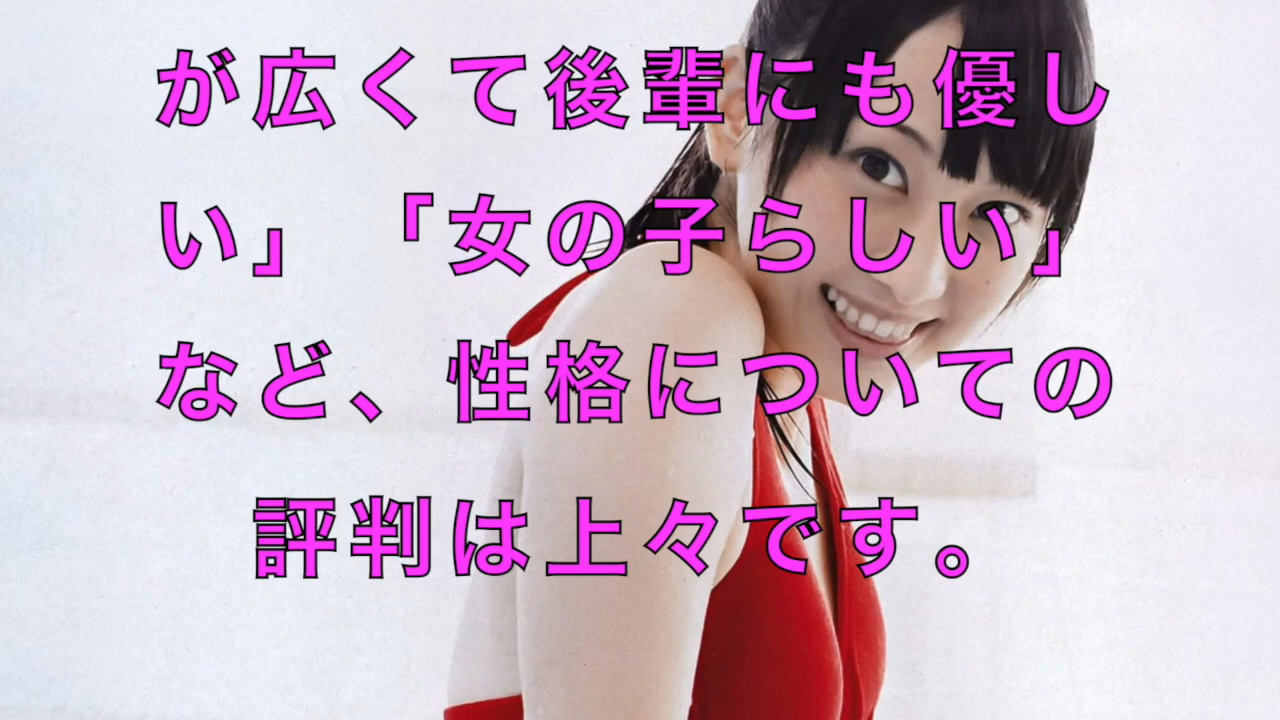 が広くて後輩にも優し
い」「女の子らしい」
など、性格についての
評判は上々です。